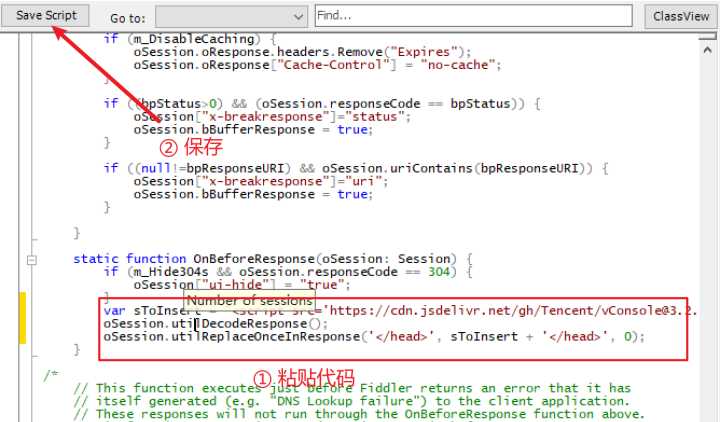 Save Script Go to: Find... ClassView
if (m_DisableCaching) {
oSession.oResponse.headers.Remove("Expires");
oSession.oResponse["Cache-Control"] = "no-cache";
}
if ((bpStatus>0) && (oSession.responseCode == bpStatus)) {
oSession["x-breakresponse"]="status";
oSession.bBufferResponse = true;
}
② 保存
if ((null!=bpResponseURI) && oSession.uriContains(bpResponseURI)) {
oSession["x-breakresponse"]="uri";
oSession.bBufferResponse = true;
}
}
static function OnBeforeResponse(oSession: Session) {
if (m_Hide304s && oSession.responseCode == 304) {
oSession["ui-hide"] = "true";
}
Number of sessions
var sToInsert = "<script src='https://cdn.jsdelivr.net/gh/Tencent/vConsole@3.2.
oSession.utilDecodeResponse();
oSession.utilReplaceOnceInResponse('</head>', sToInsert + '</head>', 0);
}
① 粘贴代码
/*
// This function executes just before Fiddler returns an error that it has
// itself generated (e.g. "DNS Lookup failure") to the client application.
// These responses will not run through the OnBeforeResponse function above.